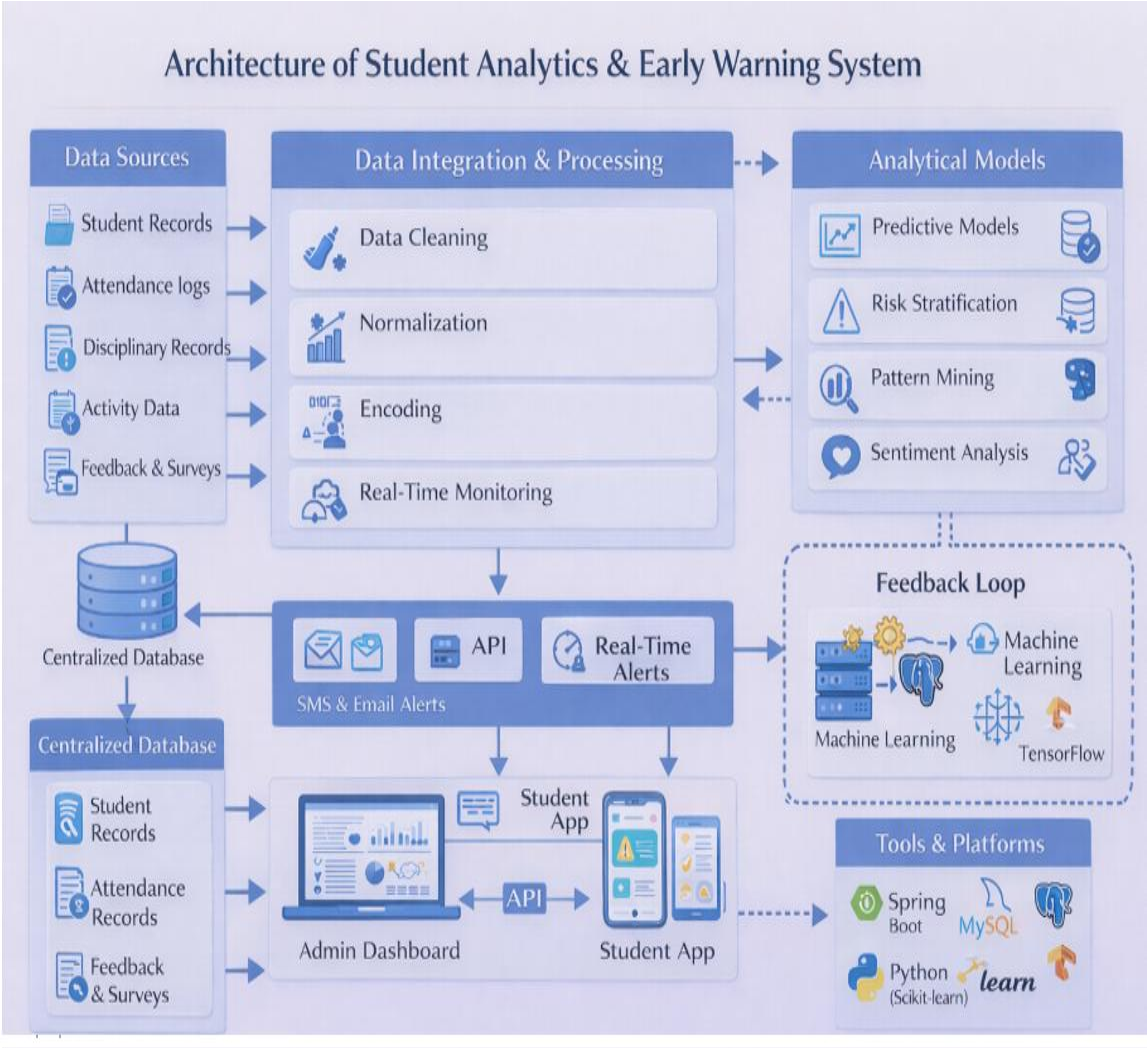 Architecture of Student Analytics & Early Warning System
Data Sources
Student Records
Attendance logs
Disciplinary Records
Activity Data
Feedback & Surveys
Data Integration & Processing
Data Cleaning
Normalization
Encoding
Real-Time Monitoring
Analytical Models
Predictive Models
Risk Stratification
Pattern Mining
Sentiment Analysis
Centralized Database
SMS & Email Alerts
API
Real-Time
Alerts
Feedback Loop
Machine Learning
Machine
Learning
TensorFlow
Centralized Database
Student
Records
Attendance
Records
Feedback
& Surveys
Admin Dashboard
Student
App
API
Student App
Tools & Platforms
Spring
Boot
MySQL
Python
(Scikit-learn)
learn